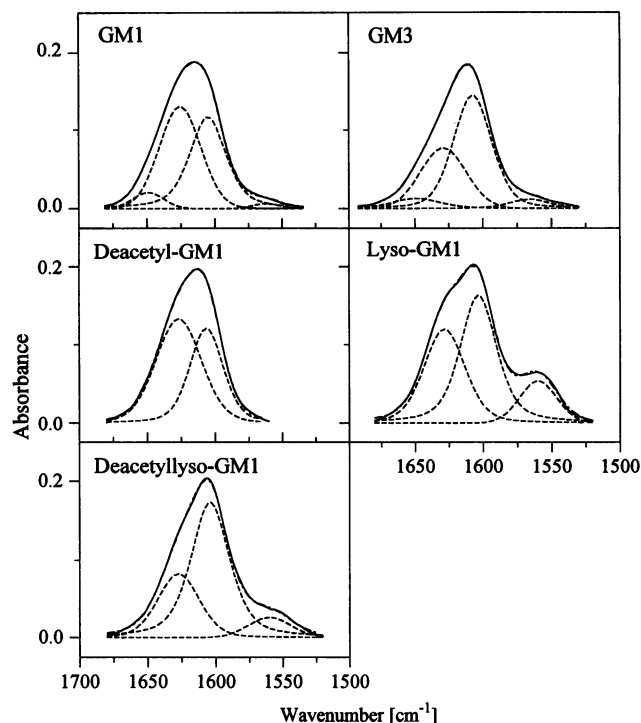 GM1
GM3
0.2
0.0
Deacetyl-GM1
Lyso-GM1
0.2
0.0
Absorbance
Deacetyllyso-GM1
1650 1600 1550 1500
0.2
0.0
1700 1650 1600 1550 1500
Wavenumber [cm⁻¹]